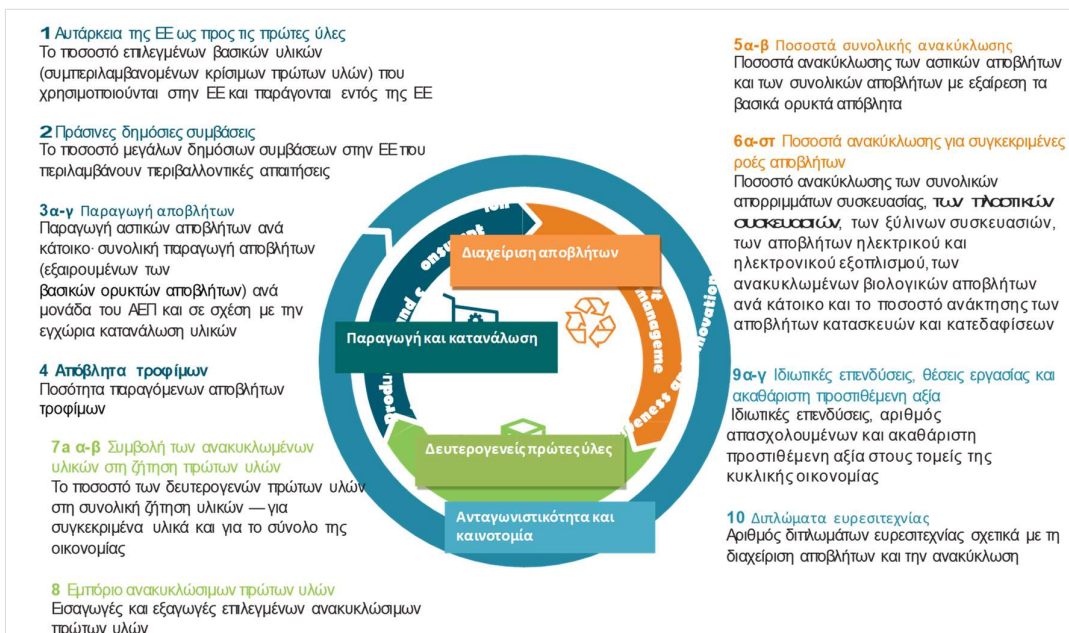 1 Αυτάρκεια της ΕΕ ως προς τις πρώτες ύλες
Το ποσοστό επιλεγμένων βασικών υλικών
(συμπεριλαμβανομένων κρίσιμων πρώτων υλών) που
χρησιμοποιούνται στην ΕΕ και παράγονται εντός της ΕΕ
2 Πράσινες δημόσιες συμβάσεις
Το ποσοστό μεγάλων δημόσιων συμβάσεων στην ΕΕ που
περιλαμβάνουν περιβαλλοντικές απαιτήσεις
3α-γ Παραγωγή αποβλήτων
Παραγωγή αστικών αποβλήτων ανά
κάτοικο· συνολική παραγωγή αποβλήτων
(εξαιρουμένων των
βασικών ορυκτών αποβλήτων) ανά
μονάδα του ΑΕΠ και σε σχέση με την
εγχώρια κατανάλωση υλικών
4 Απόβλητα τροφίμων
Ποσότητα παραγόμενων αποβλήτων
τροφίμων
7a α-β Συμβολή των ανακυκλωμένων
υλικών στη ζήτηση πρώτων υλών
Το ποσοστό των δευτερογενών πρώτων υλών
στη συνολική ζήτηση υλικών — για
συγκεκριμένα υλικά και για το σύνολο της
οικονομίας
8 Εμπόριο ανακυκλώσιμων πρώτων υλών
Εισαγωγές και εξαγωγές επιλεγμένων ανακυκλώσιμων
πρώτων υλών
Διαχείριση αποβλήτων
Παραγωγή και κατανάλωση
Δευτερογενείς πρώτες ύλες
Ανταγωνιστικότητα και
καινοτομία
5α-β Ποσοστά συνολικής ανακύκλωσης
Ποσοστά ανακύκλωσης των αστικών αποβλήτων
και των συνολικών αποβλήτων με εξαίρεση τα
βασικά ορυκτά απόβλητα
6α-στ Ποσοστά ανακύκλωσης για συγκεκριμένες
ροές αποβλήτων
Ποσοστό ανακύκλωσης των συνολικών
απορριμμάτων συσκευασίας, των πλαστικών
συσκευασιών, των ξύλινων συσκευασιών,
των αποβλήτων ηλεκτρικού και
ηλεκτρονικού εξοπλισμού, των
ανακυκλωμένων βιολογικών αποβλήτων
ανά κάτοικο και το ποσοστό ανάκτησης των
αποβλήτων κατασκευών και κατεδαφίσεων
9α-γ Ιδιωτικές επενδύσεις, θέσεις εργασίας και
ακαθάριστη προστιθέμενη αξία
Ιδιωτικές επενδύσεις, αριθμός
απασχολουμένων και ακαθάριστη
προστιθέμενη αξία στους τομείς της
κυκλικής οικονομίας
10 Διπλώματα ευρεσιτεχνίας
Αριθμός διπλωμάτων ευρεσιτεχνίας σχετικά με τη
διαχείριση αποβλήτων και την ανακύκλωση